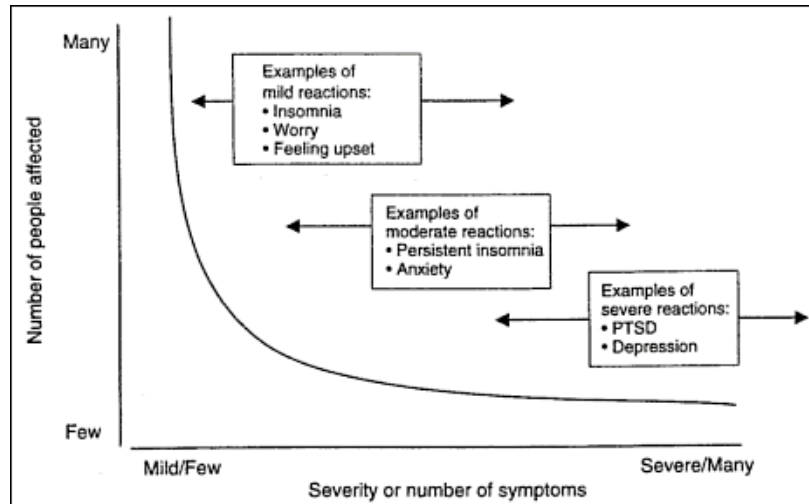 Many
Examples of
mild reactions:
• Insomnia
• Worry
• Feeling upset
Examples of
moderate reactions:
• Persistent insomnia
• Anxiety
Examples of
severe reactions:
• PTSD
• Depression
Number of people affected
Few
Mild/Few
Severe/Many
Severity or number of symptoms